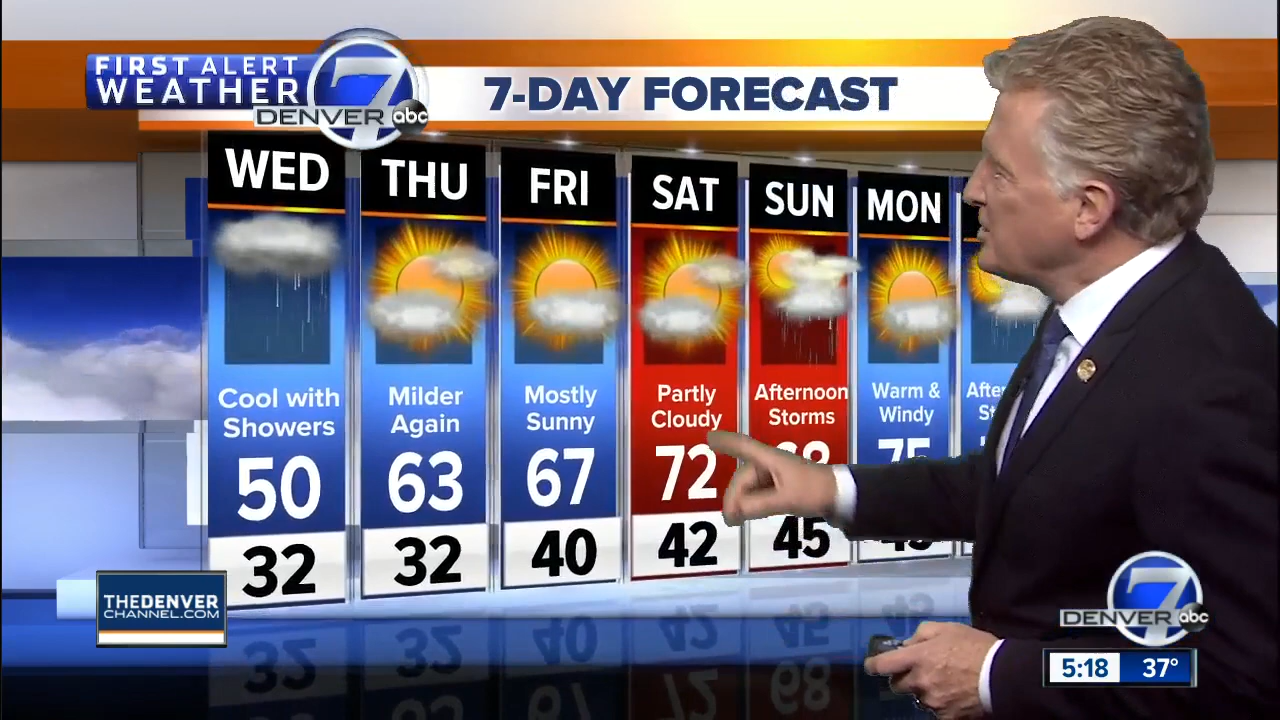 FIRST ALERT
WEATHER
7
DENVER abc
7-DAY FORECAST
WED
THU
FRI
SAT
SUN
MON
Cool with
Showers
Milder
Again
Mostly
Sunny
Partly
Cloudy
Afternoon
Storms
Warm &
Windy
50
63
67
72
68
75
32
32
40
42
45
THEDENVER
CHANNEL.COM
7
DENVER abc
5:18 37°